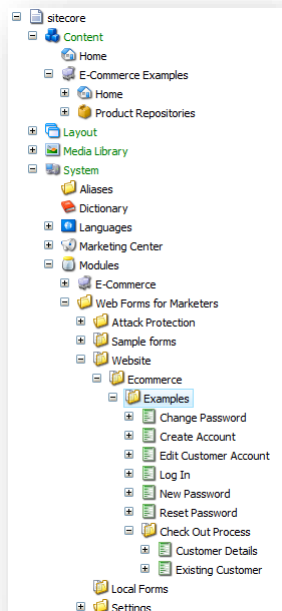 sitecore
Content
Home
E-Commerce Examples
Home
Product Repositories
Layout
Media Library
System
Aliases
Dictionary
Languages
Marketing Center
Modules
E-Commerce
Web Forms for Marketers
Attack Protection
Sample forms
Website
Ecommerce
Examples
Change Password
Create Account
Edit Customer Account
Log In
New Password
Reset Password
Check Out Process
Customer Details
Existing Customer
Local Forms
Settings